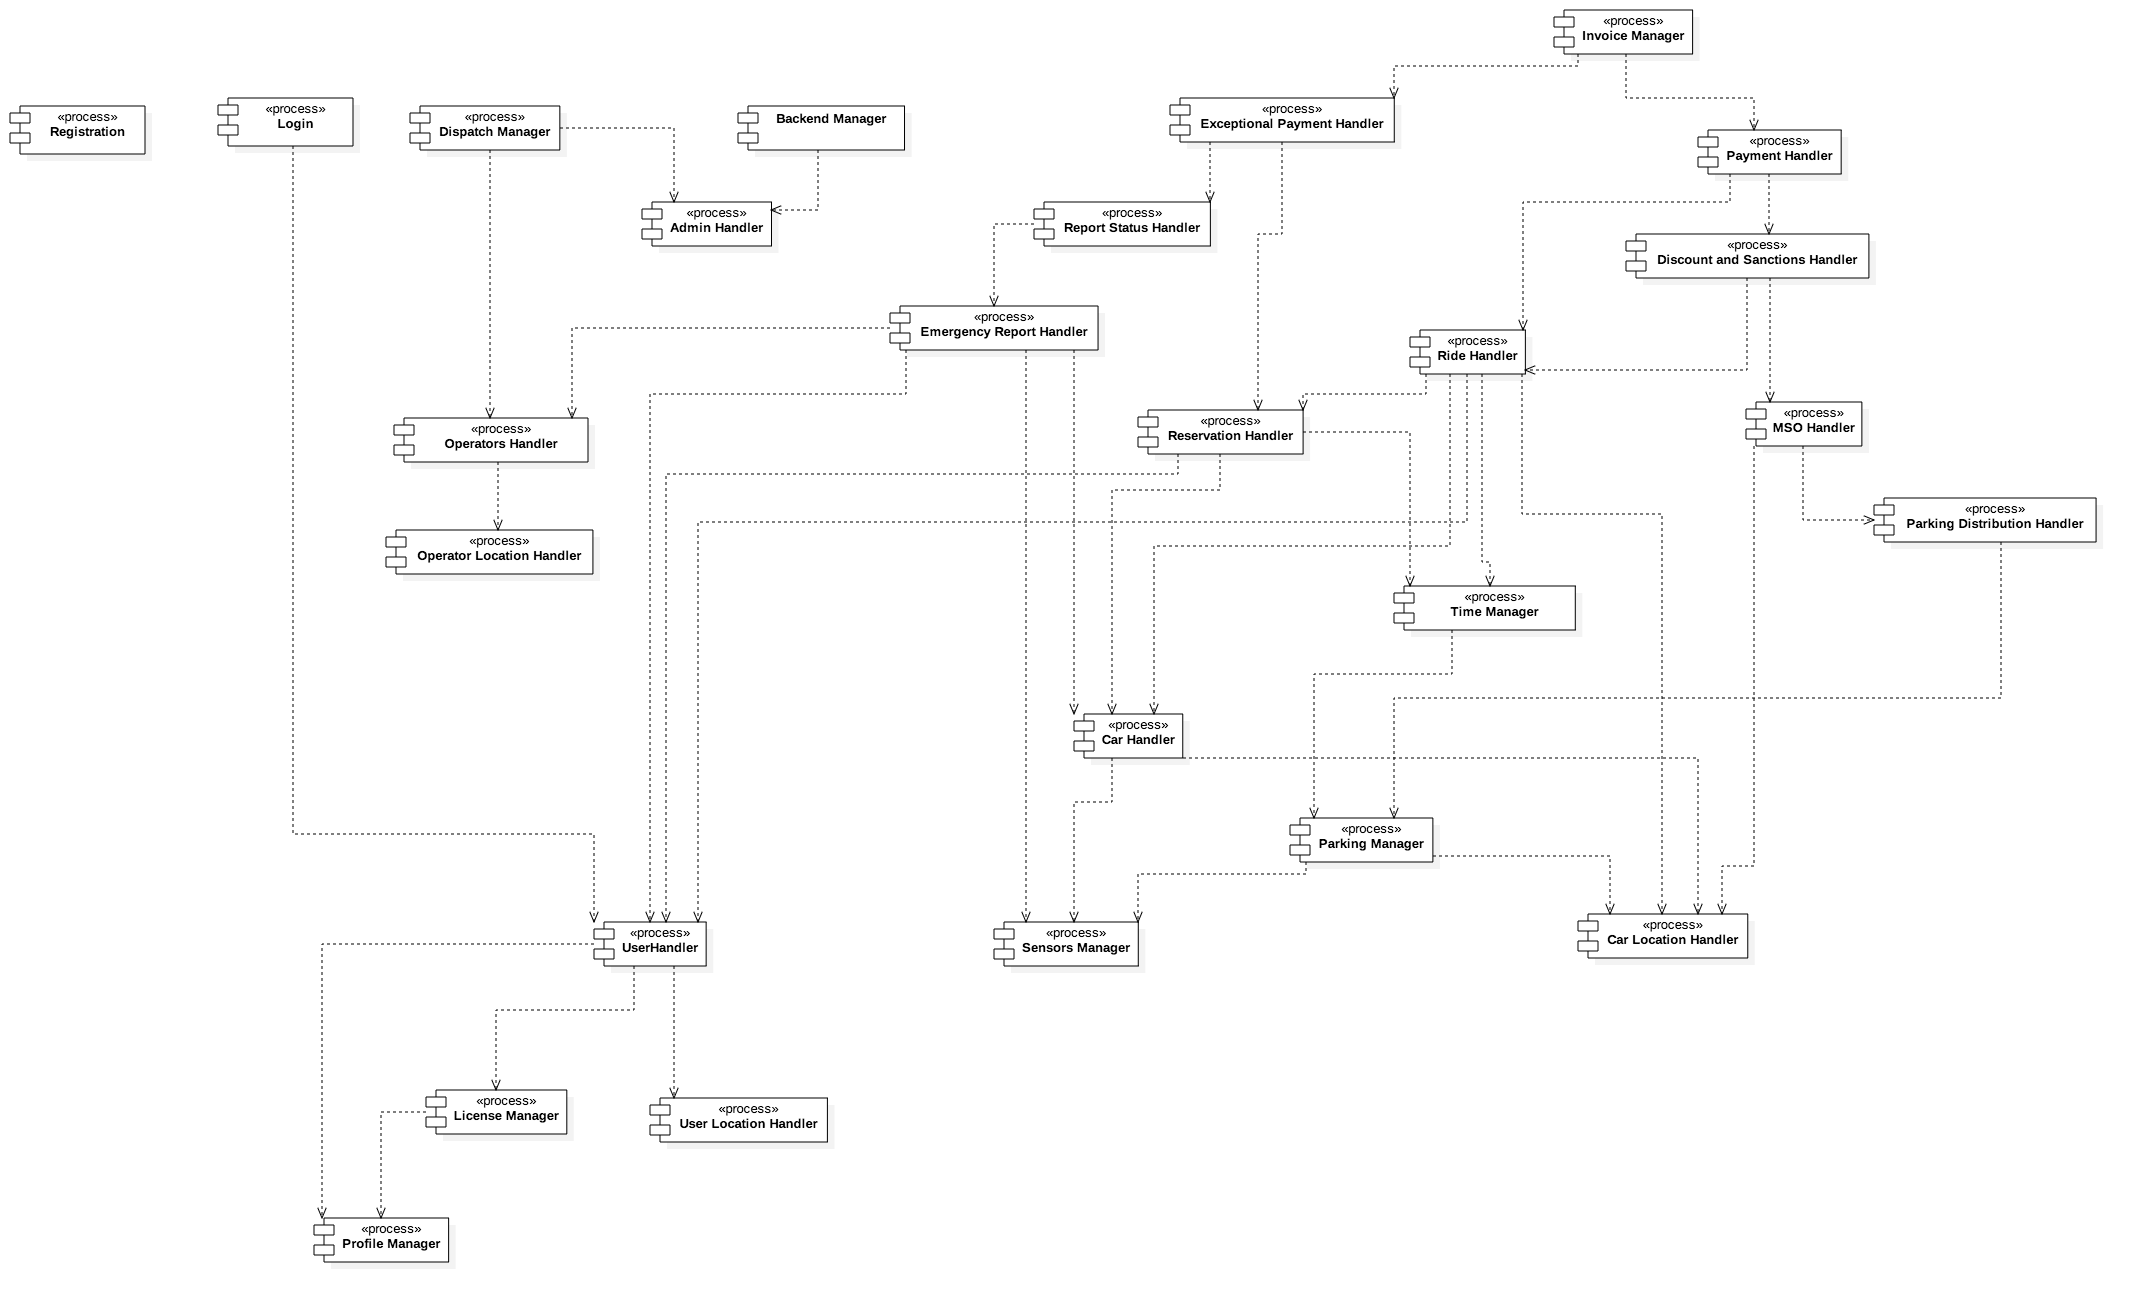 «process»
Invoice Manager
«process»
Registration
«process»
Login
«process»
Dispatch Manager
Backend Manager
«process»
Exceptional Payment Handler
«process»
Payment Handler
«process»
Admin Handler
«process»
Report Status Handler
«process»
Discount and Sanctions Handler
«process»
Emergency Report Handler
«process»
Ride Handler
«process»
Operators Handler
«process»
Reservation Handler
«process»
MSO Handler
«process»
Operator Location Handler
«process»
Parking Distribution Handler
«process»
Time Manager
«process»
Car Handler
«process»
Parking Manager
«process»
UserHandler
«process»
Sensors Manager
«process»
Car Location Handler
«process»
License Manager
«process»
User Location Handler
«process»
Profile Manager